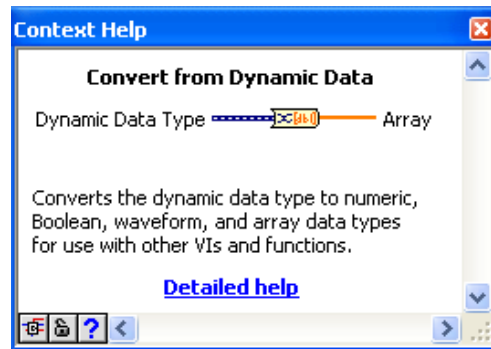 Context Help
Convert from Dynamic Data
Dynamic Data Type Array
Converts the dynamic data type to numeric,
Boolean, waveform, and array data types
for use with other VIs and functions.
Detailed help
?